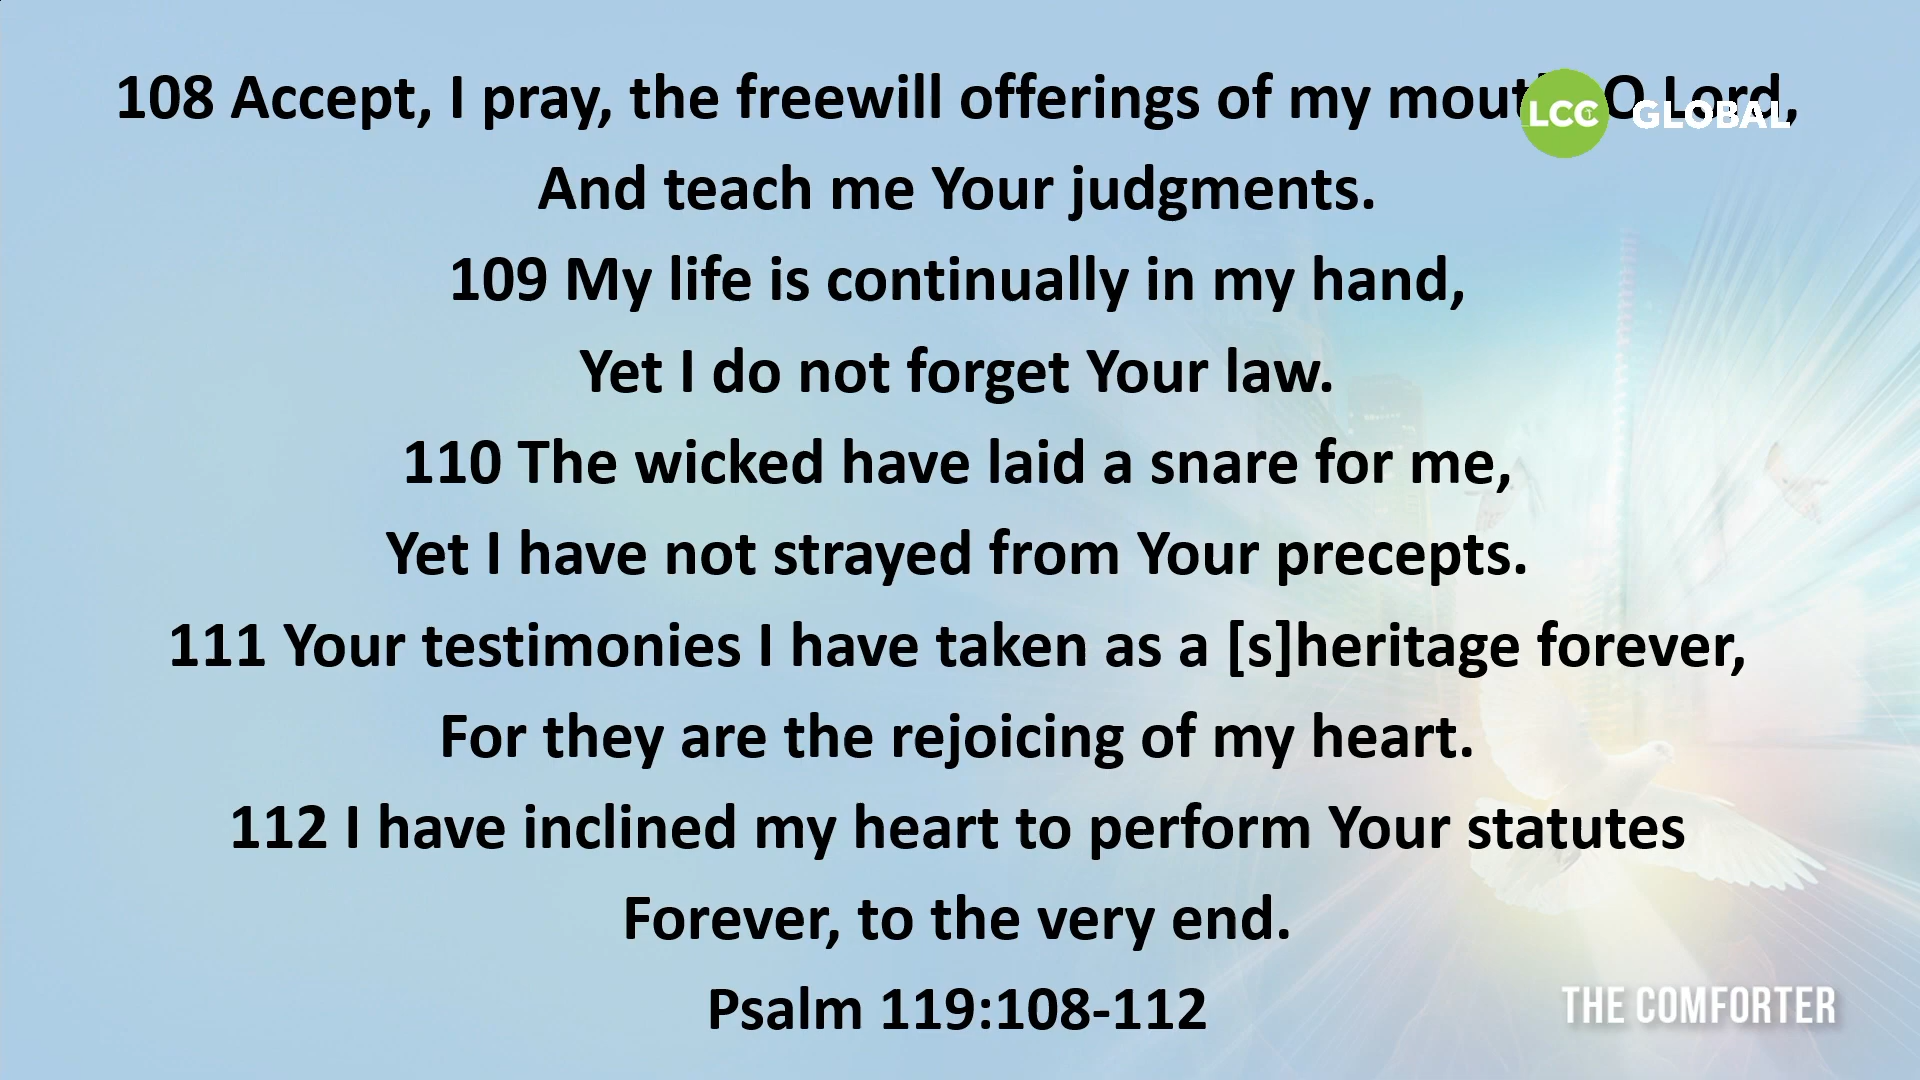 108 Accept, I pray, the freewill offerings of my mouth, O Lord,
And teach me Your judgments.
109 My life is continually in my hand,
Yet I do not forget Your law.
110 The wicked have laid a snare for me,
Yet I have not strayed from Your precepts.
111 Your testimonies I have taken as a [s]heritage forever,
For they are the rejoicing of my heart.
112 I have inclined my heart to perform Your statutes
Forever, to the very end.
Psalm 119:108-112
LCC GLOBAL
THE COMFORTER